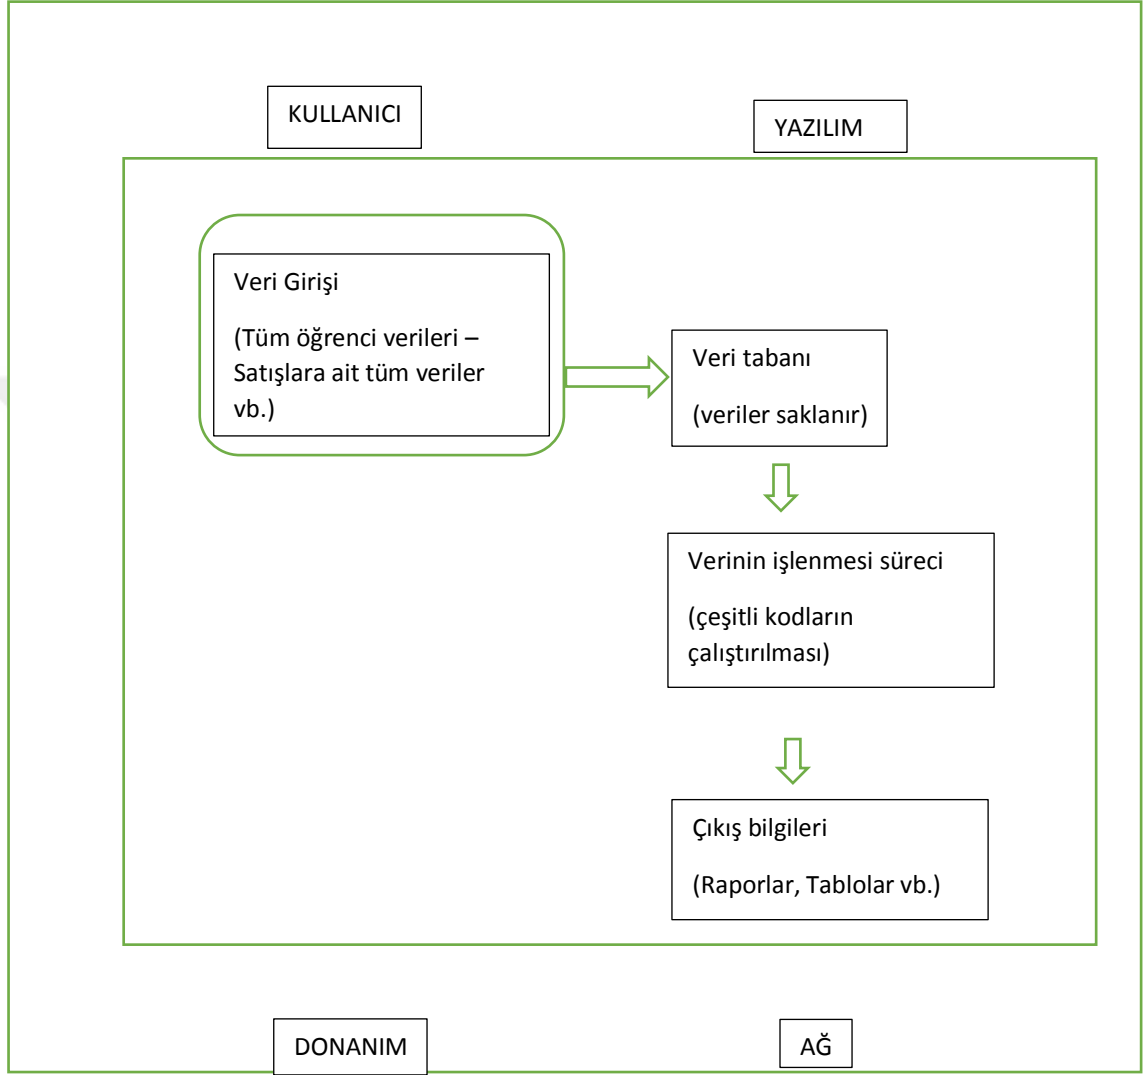 KULLANICI
YAZILIM
Veri Girişi
(Tüm öğrenci verileri –
Satışlara ait tüm veriler
vb.)
Veri tabanı
(veriler saklanır)
Verinin işlenmesi süreci
(çeşitli kodların
çalıştırılması)
Çıkış bilgileri
(Raporlar, Tablolar vb.)
DONANIM
AĞ